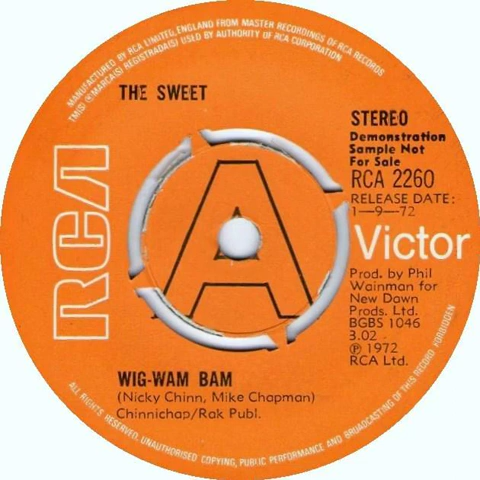 MANUFACTURED BY RCA LIMITED, ENGLAND FROM MASTER RECORDINGS OF RCA RECORDS
TM(S) ® MARCA(S) REGISTRADA(S) USED BY AUTHORITY OF RCA CORPORATION
THE SWEET
STEREO
Demonstration
Sample Not
For Sale
RCA 2260
RELEASE DATE:
1—9—72
RCA
A
Victor
Prod. by Phil
Wainman for
New Dawn
Prods. Ltd.
BGBS 1046
3.02
℗ 1972
RCA Ltd.
WIG-WAM BAM
(Nicky Chinn, Mike Chapman)
Chinnichap/Rak Publ.
ALL RIGHTS RESERVED, UNAUTHORISED COPYING, PUBLIC PERFORMANCE AND BROADCASTING OF THIS RECORD FORBIDDEN